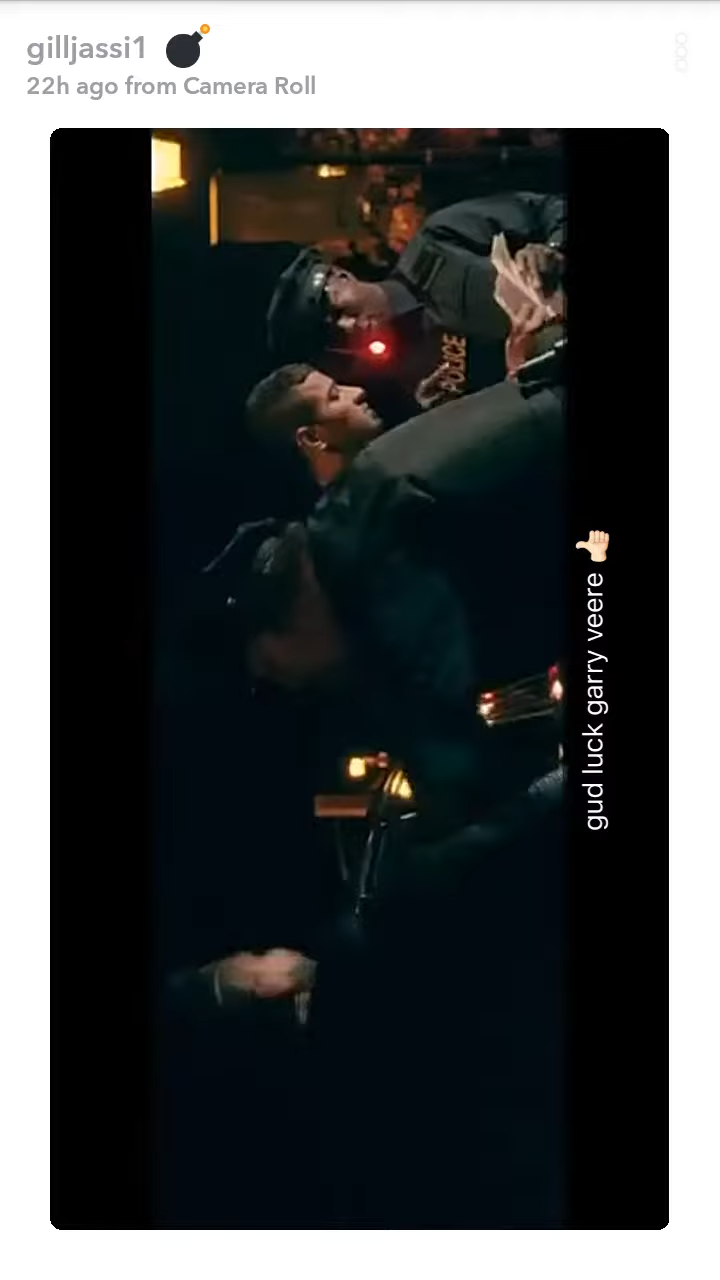 gilljassi1 💣
22h ago from Camera Roll
POLICE
gud luck garry veere 👍🏻